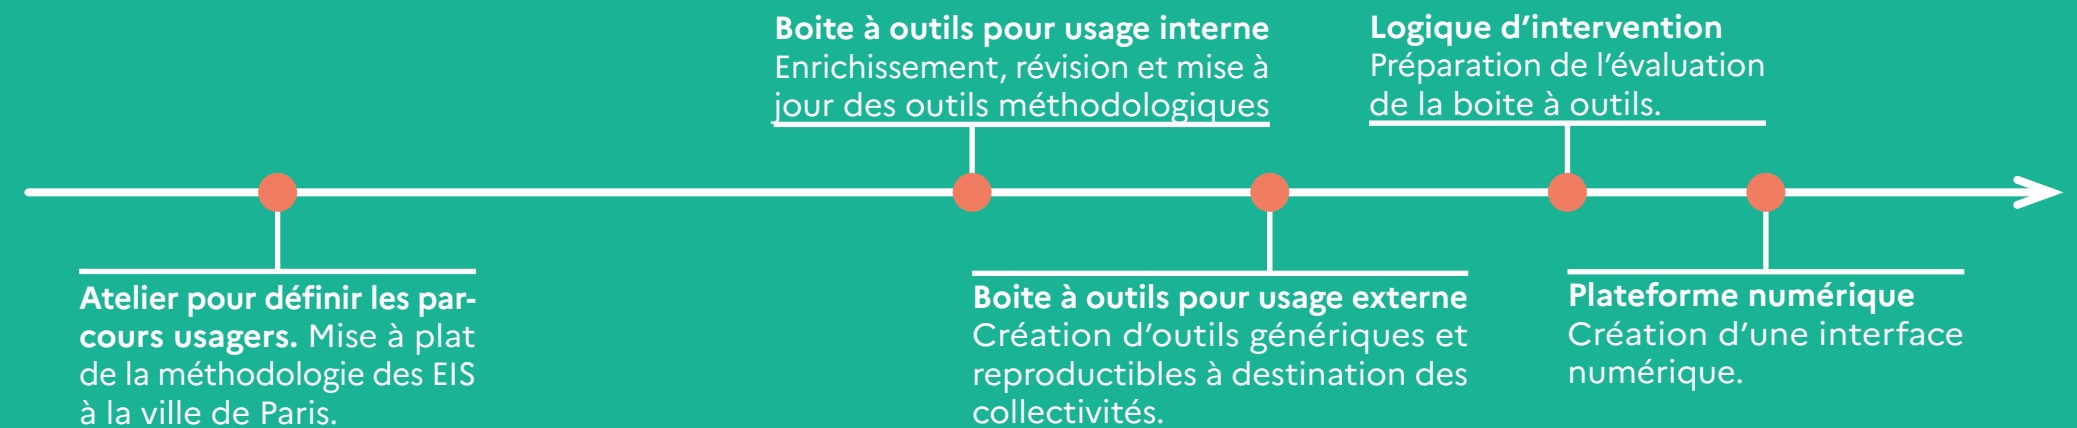 Boite à outils pour usage interne
Enrichissement, révision et mise à
jour des outils méthodologiques
Logique d’intervention
Préparation de l’évaluation
de la boite à outils.
Atelier pour définir les par-
cours usagers. Mise à plat
de la méthodologie des EIS
à la ville de Paris.
Boite à outils pour usage externe
Création d’outils génériques et
reproductibles à destination des
collectivités.
Plateforme numérique
Création d’une interface
numérique.